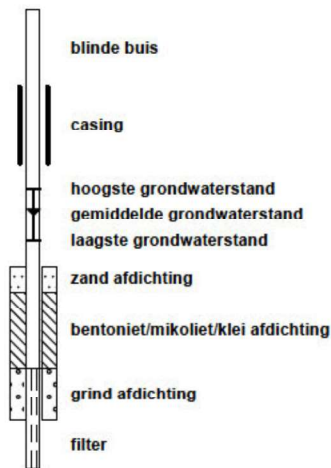 blinde buis
casing
hoogste grondwaterstand
gemiddelde grondwaterstand
laagste grondwaterstand
zand afdichting
bentoniet/mikoliet/klei afdichting
grind afdichting
filter